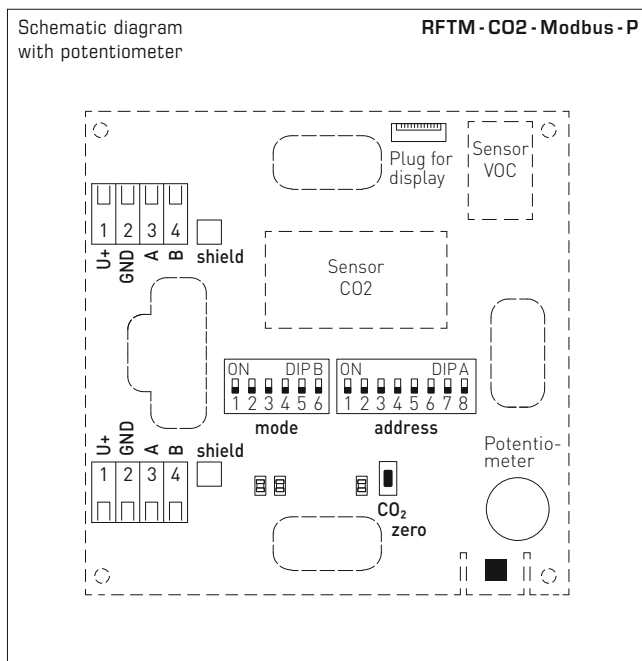 Schematic diagram
with potentiometer
RFTM - CO2 - Modbus - P
Plug for
display
Sensor
VOC
1 2 3 4
U+ GND A B shield
Sensor
CO2
ON DIP B
1 2 3 4 5 6
mode
ON DIP A
1 2 3 4 5 6 7 8
address
U+ GND A B shield
1 2 3 4
Potentio-
meter
CO₂
zero